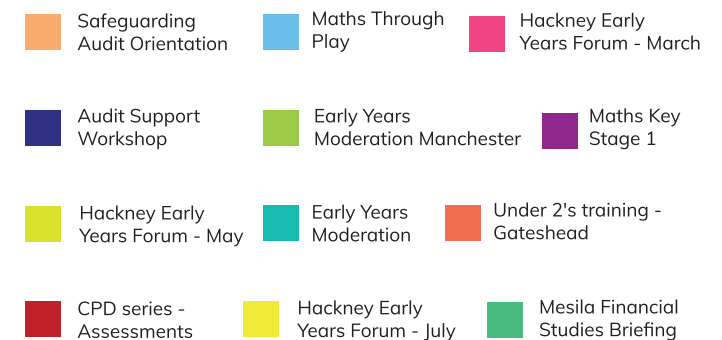 Safeguarding
Audit Orientation
Maths Through
Play
Hackney Early
Years Forum - March
Audit Support
Workshop
Early Years
Moderation Manchester
Maths Key
Stage 1
Hackney Early
Years Forum - May
Early Years
Moderation
Under 2's training -
Gateshead
CPD series -
Assessments
Hackney Early
Years Forum - July
Mesila Financial
Studies Briefing